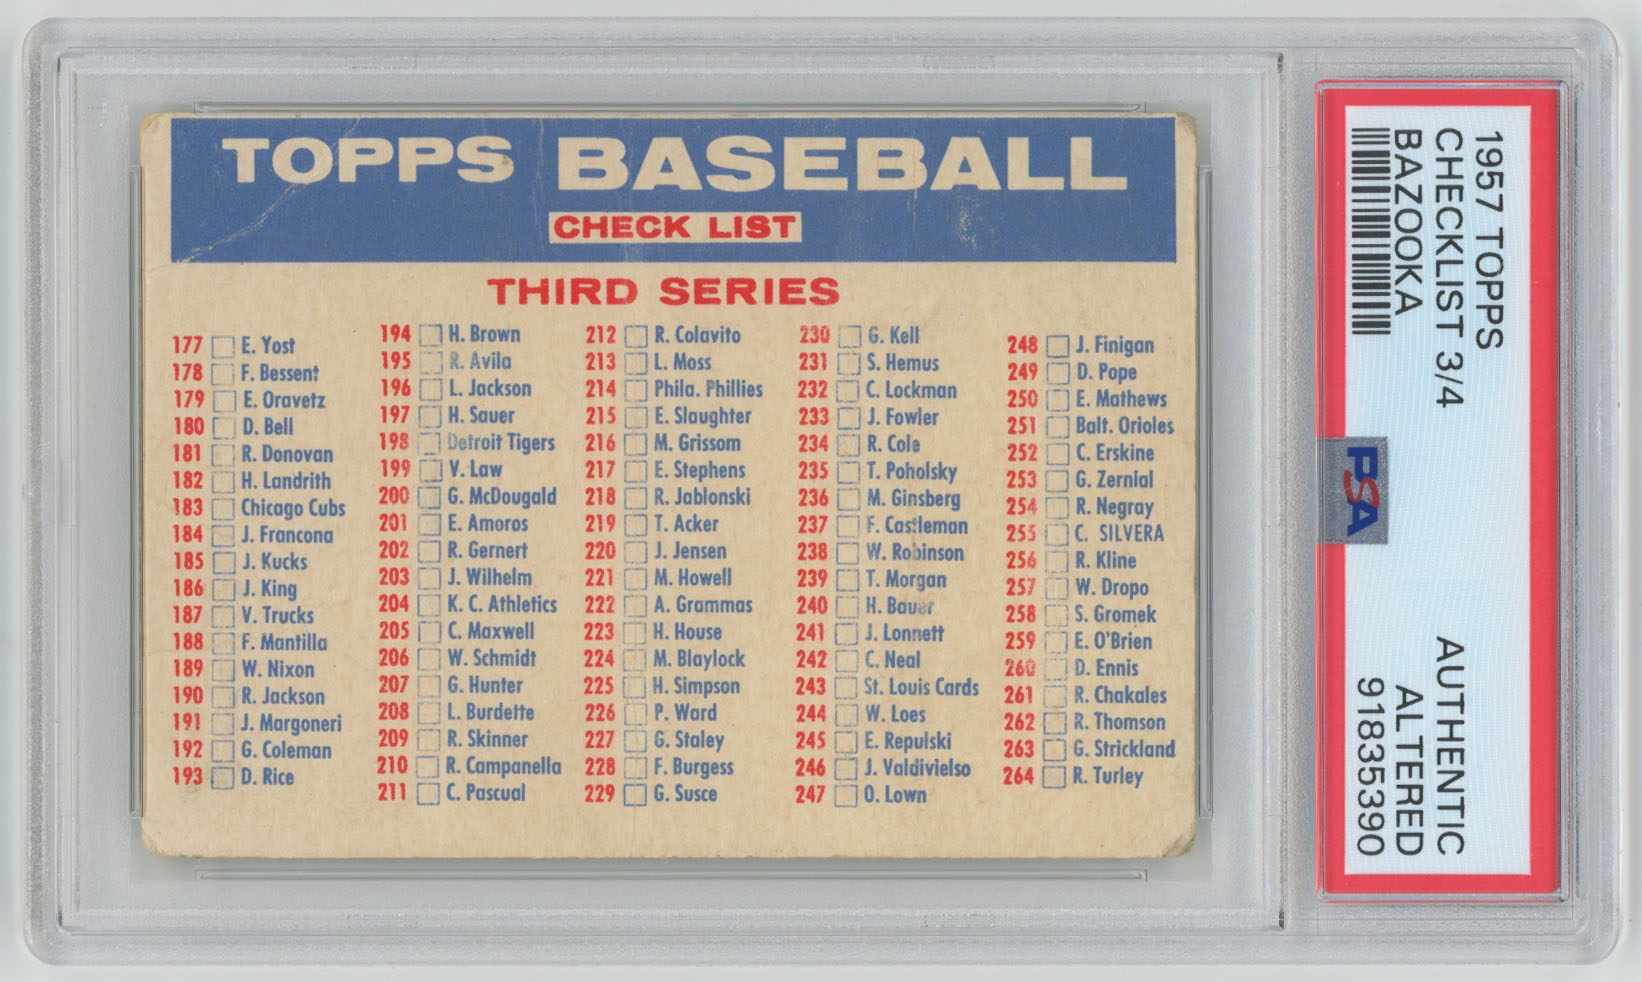 TOPPS BASEBALL
CHECK LIST
THIRD SERIES
177 E. Yost
178 F. Bessent
179 E. Oravetz
180 D. Bell
181 R. Donovan
182 H. Landrith
183 Chicago Cubs
184 J. Francona
185 J. Kucks
186 J. King
187 V. Trucks
188 F. Mantilla
189 W. Nixon
190 R. Jackson
191 J. Margoneri
192 G. Coleman
193 D. Rice
194 H. Brown
195 R. Avila
196 L. Jackson
197 H. Sauer
198 Detroit Tigers
199 V. Law
200 G. McDougald
201 E. Amoros
202 R. Gernert
203 J. Wilhelm
204 K. C. Athletics
205 C. Maxwell
206 W. Schmidt
207 G. Hunter
208 L. Burdette
209 R. Skinner
210 R. Campanella
211 C. Pascual
212 R. Colavito
213 L. Moss
214 Phila. Phillies
215 E. Slaughter
216 M. Grissom
217 E. Stephens
218 R. Jablonski
219 T. Acker
220 J. Jensen
221 M. Howell
222 A. Grammas
223 H. House
224 M. Blaylock
225 H. Simpson
226 P. Ward
227 G. Staley
228 F. Burgess
229 G. Susce
230 G. Kell
231 S. Hemus
232 C. Lockman
233 J. Fowler
234 R. Cole
235 T. Poholsky
236 M. Ginsberg
237 F. Castleman
238 W. Robinson
239 T. Morgan
240 H. Bauer
241 J. Lonnett
242 C. Neal
243 St. Louis Cards
244 W. Loes
245 E. Repulski
246 J. Valdivielso
247 O. Lown
248 J. Finigan
249 D. Pope
250 E. Mathews
251 Balt. Orioles
252 C. Erskine
253 G. Zernial
254 R. Negray
255 C. SILVERA
256 R. Kline
257 W. Dropo
258 S. Gromek
259 E. O'Brien
260 D. Ennis
261 R. Chakales
262 R. Thomson
263 G. Strickland
264 R. Turley
1957 TOPPS
CHECKLIST 3/4
BAZOOKA
AUTHENTIC
ALTERED
91835390
PSA